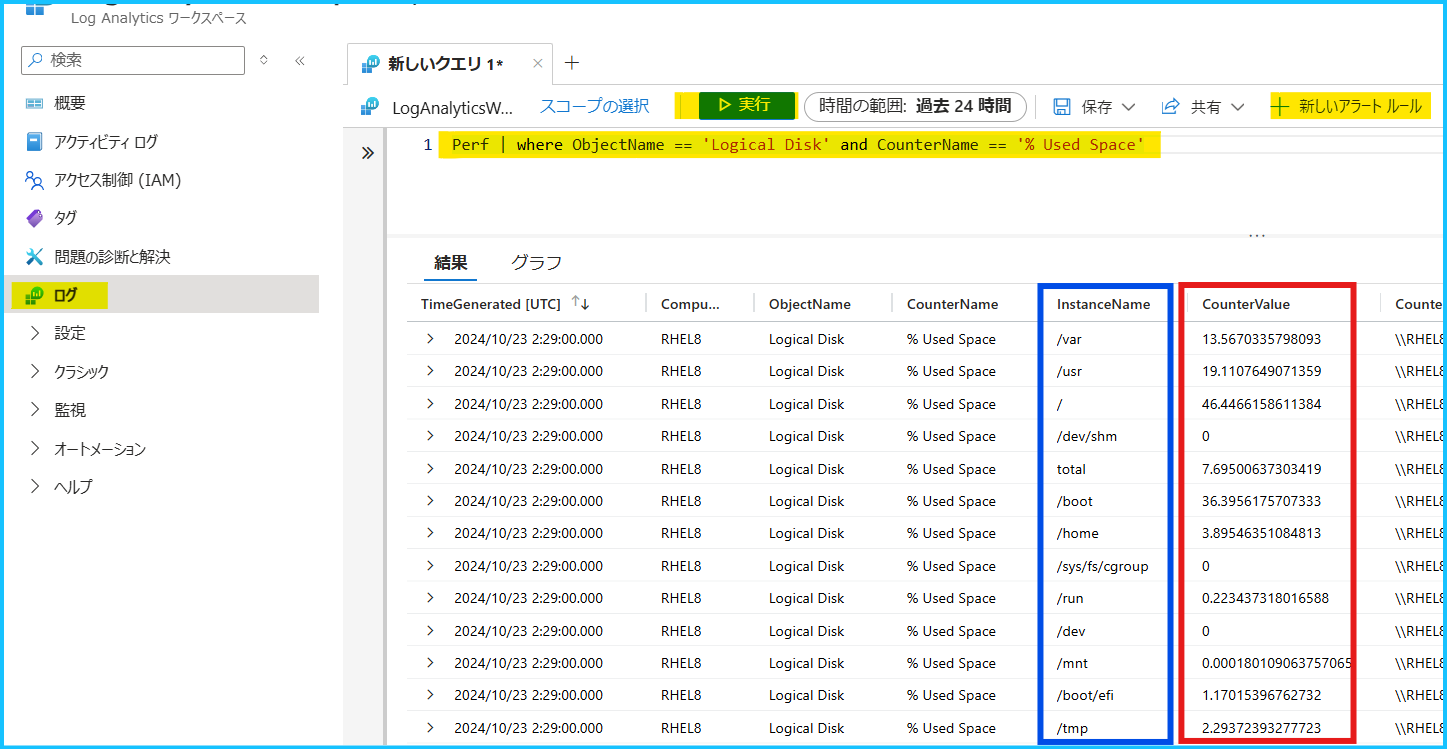 Log Analytics ワークスペース
検索
新しいクエリ 1*
LogAnalyticsW... スコープの選択 実行 時間の範囲: 過去 24 時間 保存 共有 新しいアラート ルール
概要
アクティビティ ログ
アクセス制御 (IAM)
タグ
問題の診断と解決
ログ
設定
クラシック
監視
オートメーション
ヘルプ
1 Perf | where ObjectName == 'Logical Disk' and CounterName == '% Used Space'
結果 グラフ
TimeGenerated [UTC] Compu... ObjectName CounterName InstanceName CounterValue Counte
2024/10/23 2:29:00.000 RHEL8 Logical Disk % Used Space /var 13.5670335798093 \\RHEL8
2024/10/23 2:29:00.000 RHEL8 Logical Disk % Used Space /usr 19.1107649071359 \\RHEL8
2024/10/23 2:29:00.000 RHEL8 Logical Disk % Used Space / 46.4466158611384 \\RHEL8
2024/10/23 2:29:00.000 RHEL8 Logical Disk % Used Space /dev/shm 0 \\RHEL8
2024/10/23 2:29:00.000 RHEL8 Logical Disk % Used Space total 7.69500637303419 \\RHEL8
2024/10/23 2:29:00.000 RHEL8 Logical Disk % Used Space /boot 36.3956175707333 \\RHEL8
2024/10/23 2:29:00.000 RHEL8 Logical Disk % Used Space /home 3.89546351084813 \\RHEL8
2024/10/23 2:29:00.000 RHEL8 Logical Disk % Used Space /sys/fs/cgroup 0 \\RHEL8
2024/10/23 2:29:00.000 RHEL8 Logical Disk % Used Space /run 0.223437318016588 \\RHEL8
2024/10/23 2:29:00.000 RHEL8 Logical Disk % Used Space /dev 0 \\RHEL8
2024/10/23 2:29:00.000 RHEL8 Logical Disk % Used Space /mnt 0.000180109063757065 \\RHEL8
2024/10/23 2:29:00.000 RHEL8 Logical Disk % Used Space /boot/efi 1.17015396762732 \\RHEL8
2024/10/23 2:29:00.000 RHEL8 Logical Disk % Used Space /tmp 2.29372393277723 \\RHEL8